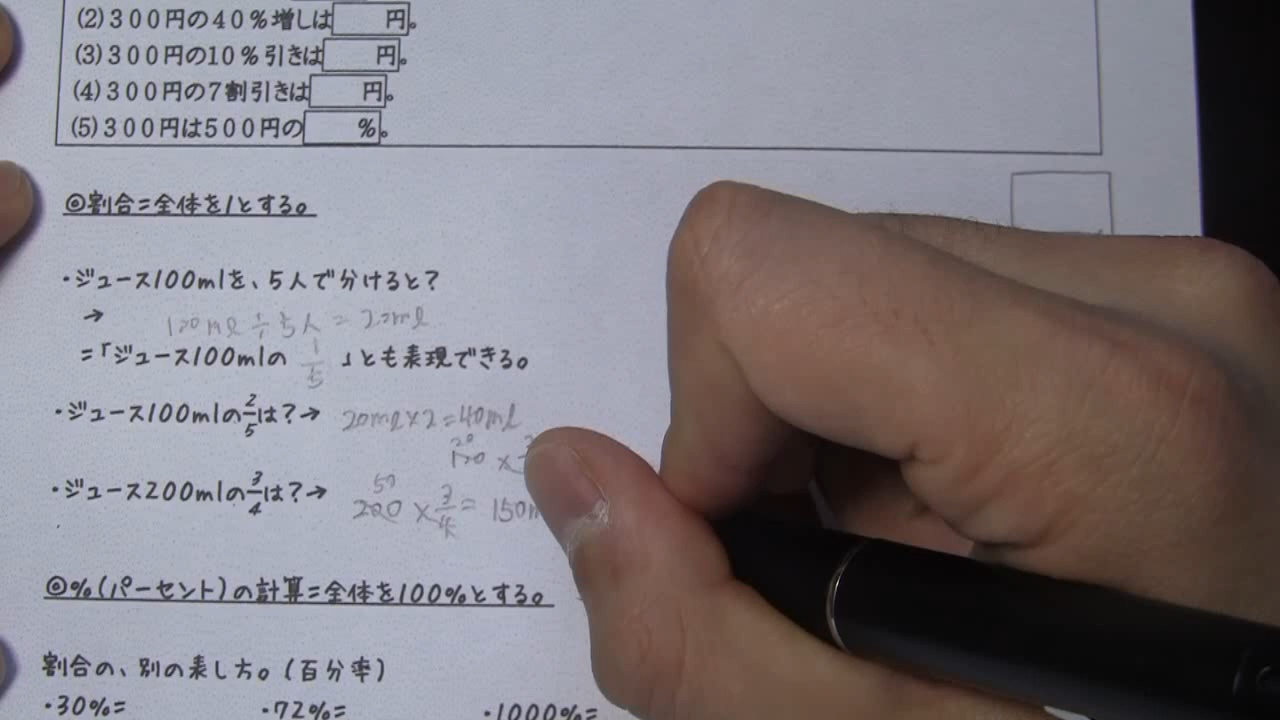 (2)300円の40%増しは 円。
(3)300円の10%引きは 円。
(4)300円の7割引きは 円。
(5)300円は500円の %。
◎割合=全体を1とする。
・ジュース100mlを、5人で分けると?
→ 100ml÷5人=20ml
=「ジュース100mlの 1/5 」とも表現できる。
・ジュース100mlの2/5は?→ 20ml×2=40ml
20
100×
・ジュース200mlの3/4は?→ 200×3/4=150m
50
◎%(パーセント)の計算=全体を100%とする。
割合の、別の表し方。(百分率)
・30%= ・72%= ・1000%=